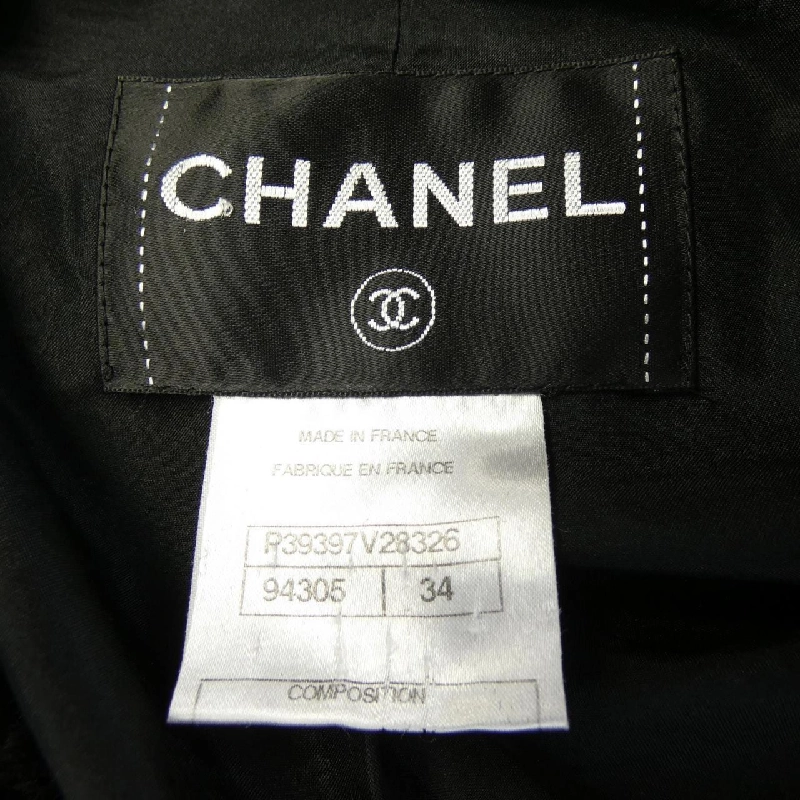 CHANEL
MADE IN FRANCE
FABRIQUE EN FRANCE
P39397V28326
94305 34
COMPOSITION